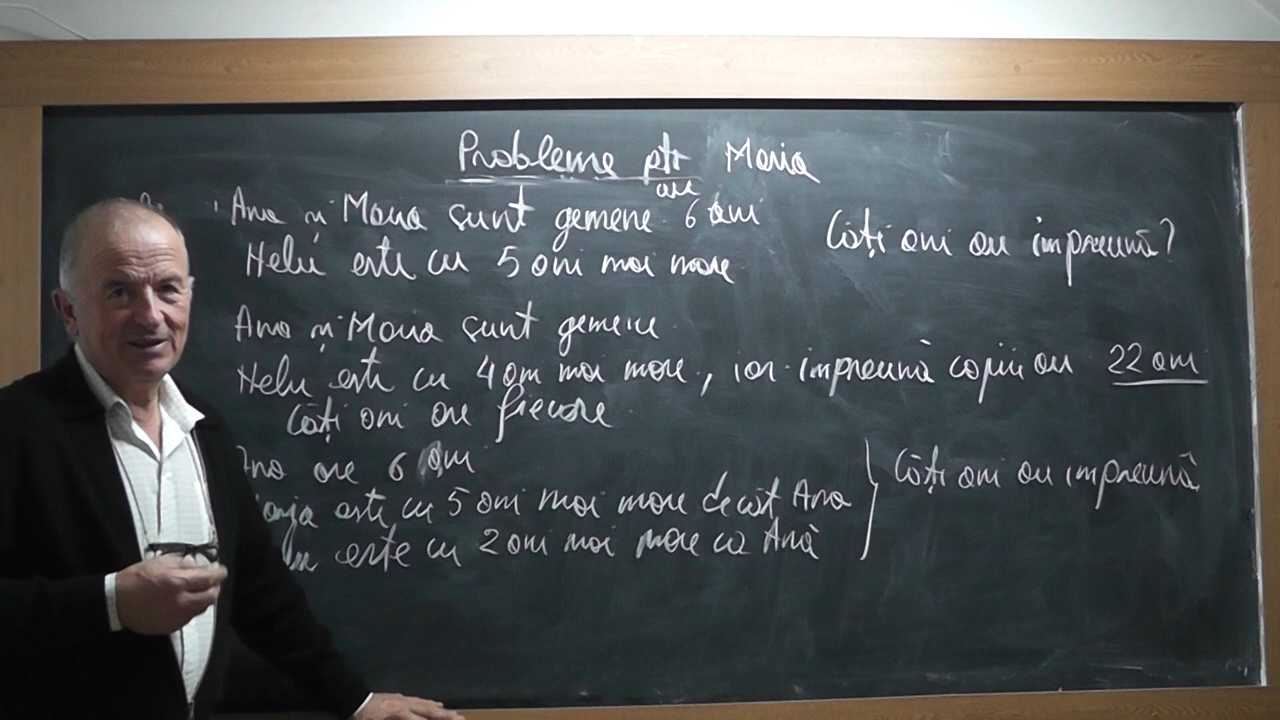 Probleme ptr Maria
are
Ana și Maria sunt gemene 6 ani
Câți ani au împreună?
Helu este cu 5 ani mai mare
Ana și Maria sunt gemene
Helu este cu 4 ani mai mare, iar împreună copiii au 22 ani
Câți ani are fiecare
Ana are 6 ani
Câți ani au împreună
este cu 5 ani mai mare decât Ana
este cu 2 ani mai mare ca Ana